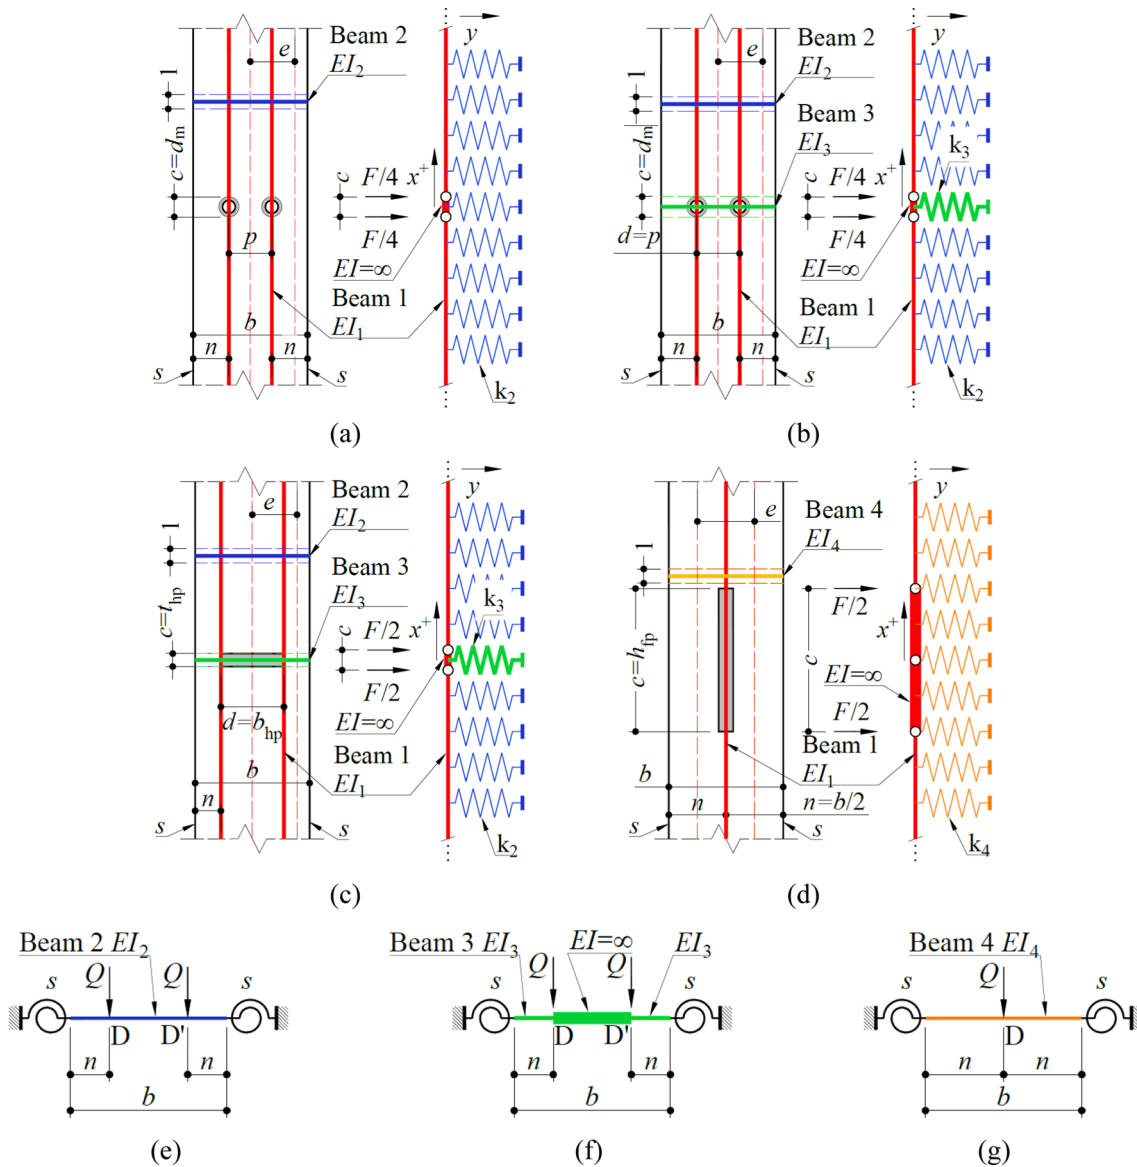 Beam 2
EI2
e
1
y
c=dm
c
F/4
x+
F/4
EI=∞
p
Beam 1
EI1
b
n
n
s
s
k2
(a)
Beam 2
EI2
e
1
y
Beam 3
EI3
k3
c=dm
c
F/4
x+
F/4
d=p
EI=∞
Beam 1
EI1
b
n
n
s
s
k2
(b)
Beam 2
EI2
e
1
y
Beam 3
EI3
k3
c=thp
c
F/2
x+
F/2
d=bhp
EI=∞
Beam 1
EI1
b
n
s
s
k2
(c)
e
y
Beam 4
EI4
1
F/2
c=hfp
c
x+
EI=∞
F/2
Beam 1
EI1
b
n
n=b/2
s
s
k4
(d)
Beam 2 EI2
s
Q
Q
s
D
D'
n
n
b
(e)
Beam 3 EI3
EI=∞
EI3
s
Q
Q
s
D
D'
n
n
b
(f)
Beam 4 EI4
s
Q
s
D
n
n
b
(g)